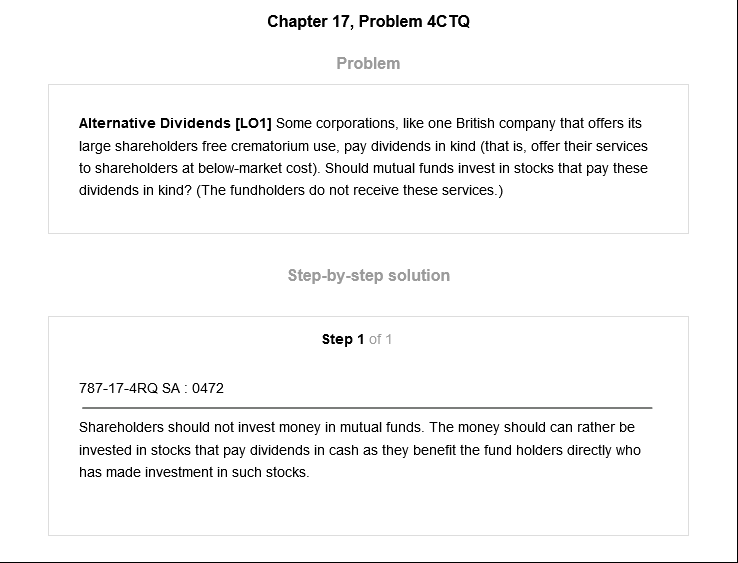 Chapter 17, Problem 4CTQ
Problem
Alternative Dividends [LO1] Some corporations, like one British company that offers its
large shareholders free crematorium use, pay dividends in kind (that is, offer their services
to shareholders at below-market cost). Should mutual funds invest in stocks that pay these
dividends in kind? (The fundholders do not receive these services.)
Step-by-step solution
Step 1 of 1
787-17-4RQ SA : 0472
Shareholders should not invest money in mutual funds. The money should can rather be
invested in stocks that pay dividends in cash as they benefit the fund holders directly who
has made investment in such stocks.